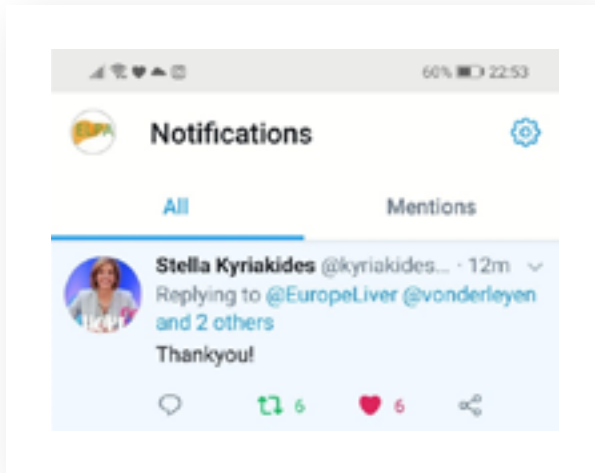 60% 22:53
Notifications
All Mentions
Stella Kyriakides @kyriakides... · 12m
Replying to @EuropeLiver @vonderleyen
and 2 others
Thankyou!
6 6